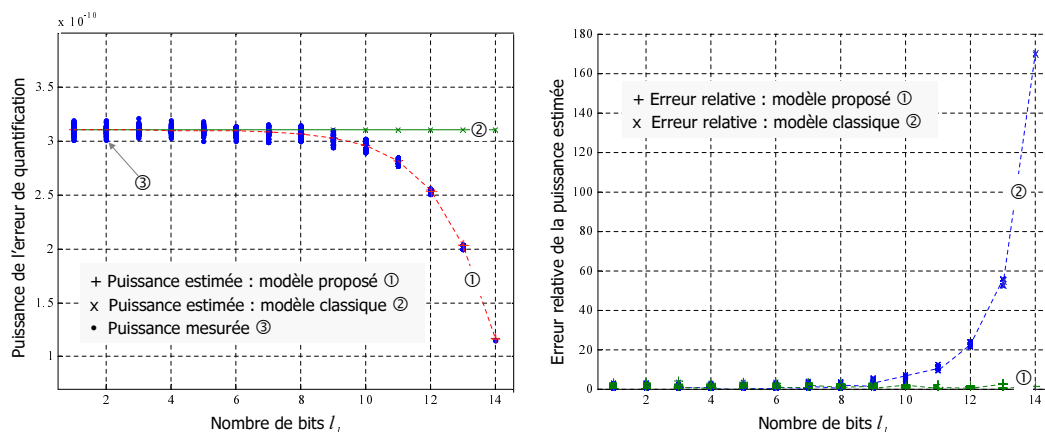 x 10⁻¹⁰
Puissance de l'erreur de quantification
3.5
3
2.5
2
1.5
1
②
③
①
+ Puissance estimée : modèle proposé ①
x Puissance estimée : modèle classique ②
• Puissance mesurée ③
2 4 6 8 10 12 14
Nombre de bits l
Erreur relative de la puissance estimée
180
160
140
120
100
80
60
40
20
0
+ Erreur relative : modèle proposé ①
x Erreur relative : modèle classique ②
②
①
2 4 6 8 10 12 14
Nombre de bits l